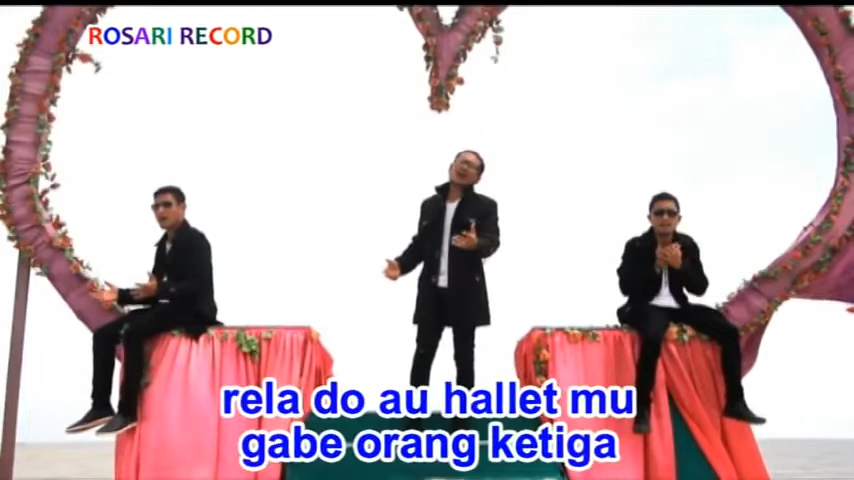 ROSARI RECORD
rela do au hallet mu
gabe orang ketiga